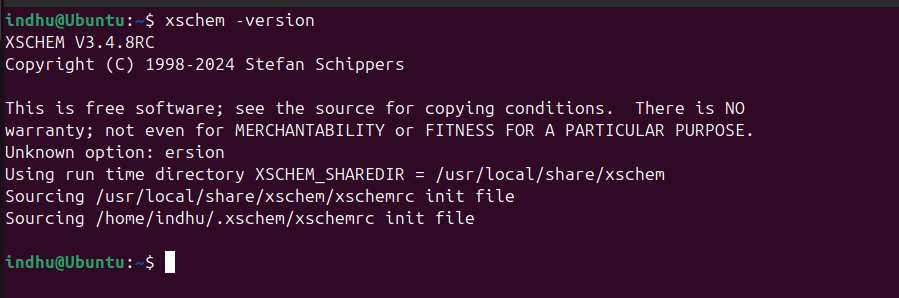 indhu@Ubuntu:~$ xschem -version
XSCHEM V3.4.8RC
Copyright (C) 1998-2024 Stefan Schippers
This is free software; see the source for copying conditions.  There is NO
warranty; not even for MERCHANTABILITY or FITNESS FOR A PARTICULAR PURPOSE.
Unknown option: ersion
Using run time directory XSCHEM_SHAREDIR = /usr/local/share/xschem
Sourcing /usr/local/share/xschem/xschemrc init file
Sourcing /home/indhu/.xschem/xschemrc init file
indhu@Ubuntu:~$